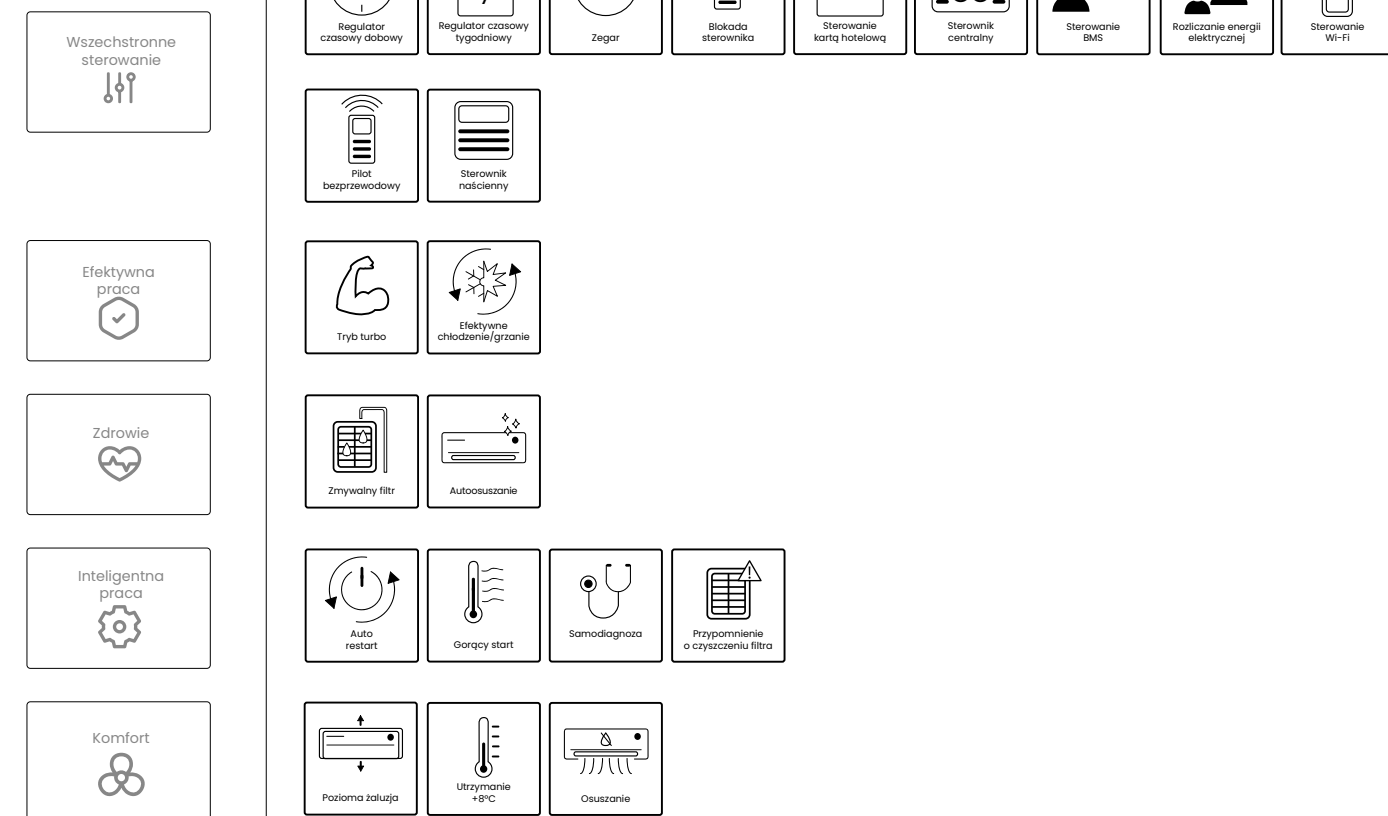 Wszechstronne
sterowanie
Regulator
czasowy dobowy
Regulator czasowy
tygodniowy
Zegar
Blokada
sterownika
Sterowanie
kartą hotelową
Sterownik
centralny
Sterowanie
BMS
Rozliczanie energii
elektrycznej
Sterowanie
Wi-Fi
Pilot
bezprzewodowy
Sterownik
naścienny
Efektywna
praca
Tryb turbo
Efektywne
chłodzenie/grzanie
Zdrowie
Zmywalny filtr
Autoosuszanie
Inteligentna
praca
Auto
restart
Gorący start
Samodiagnoza
Przypomnienie
o czyszczeniu filtra
Komfort
Pozioma żaluzja
Utrzymanie
+8°C
Osuszanie